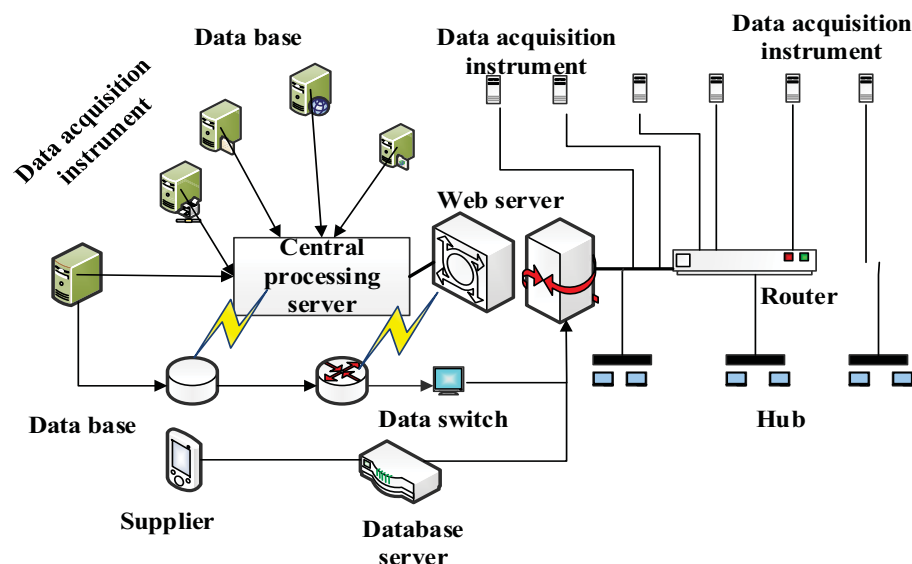 Data base
Data acquisition
instrument
Data acquisition
instrument
Data acquisition
instrument
Web server
Central
processing
server
Router
Data base
Data switch
Hub
Supplier
Database
server